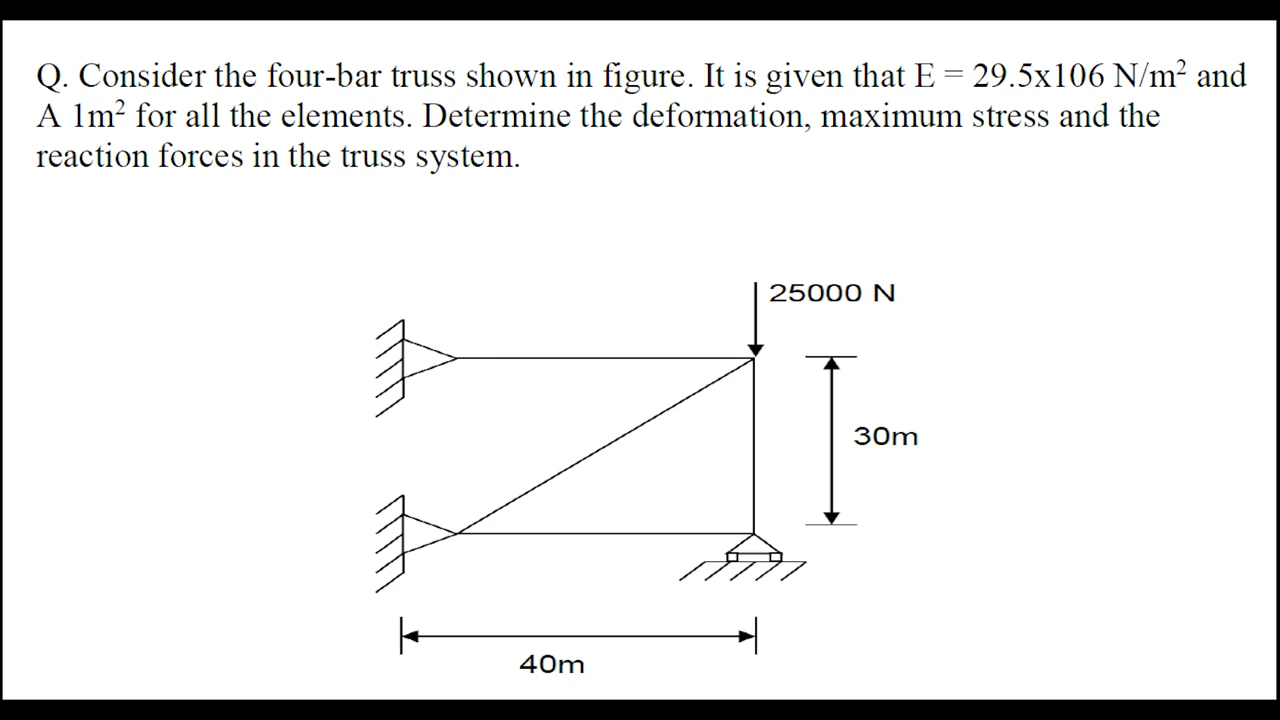 Q. Consider the four-bar truss shown in figure. It is given that E = 29.5x106 N/m² and
A 1m² for all the elements. Determine the deformation, maximum stress and the
reaction forces in the truss system.
25000 N
30m
40m